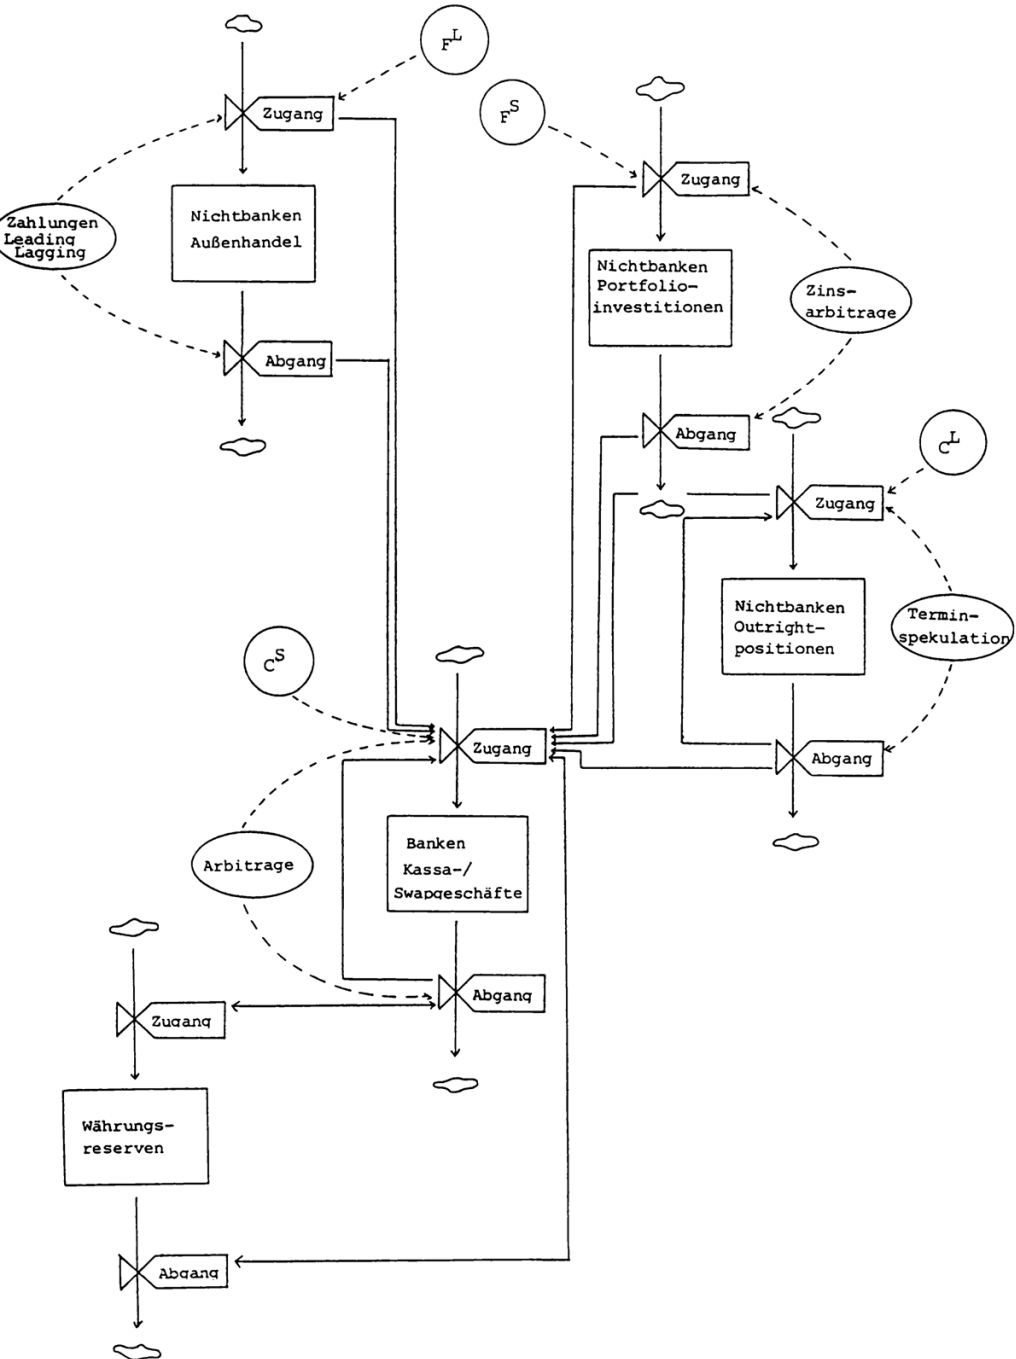 F^L
Zugang
F^S
Zugang
Nichtbanken
Außenhandel
Zahlungen
Leading
Lagging
Nichtbanken
Portfolio-
investitionen
Zins-
arbitrage
Abgang
Abgang
C^L
Zugang
Nichtbanken
Outright-
positionen
Termin-
spekulation
C^S
Zugang
Abgang
Banken
Kassa-/
Swapgeschäfte
Arbitrage
Abgang
Zugang
Währungs-
reserven
Abgang